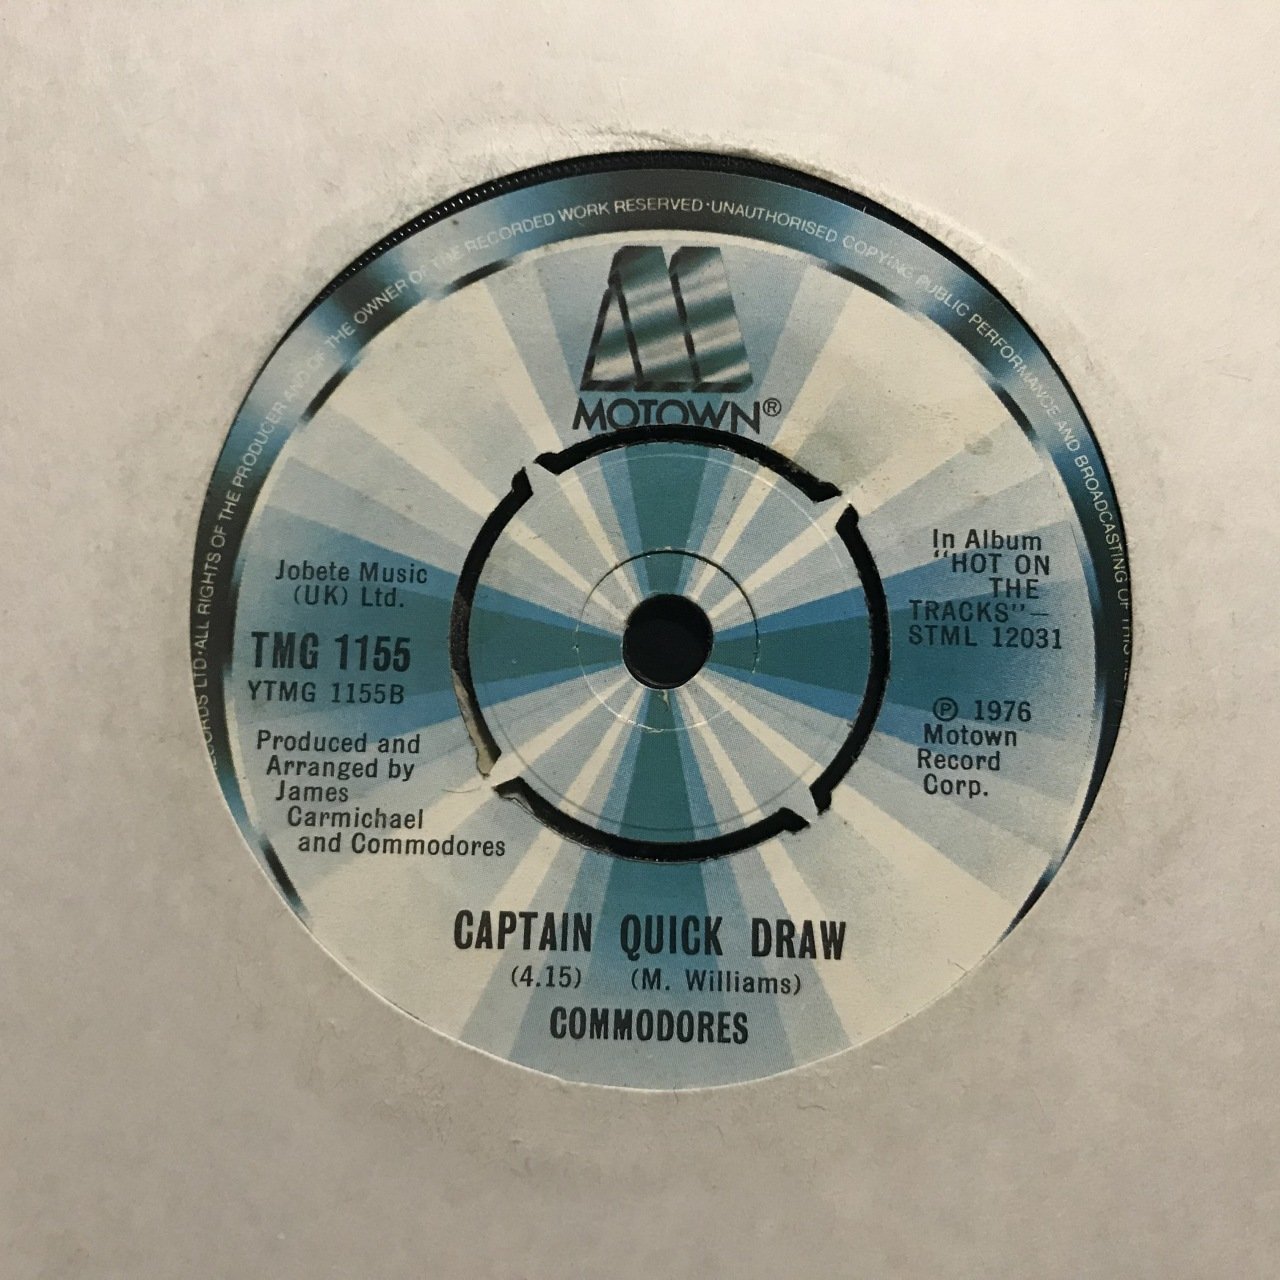 RECORDS LTD·ALL RIGHTS OF THE PRODUCER AND OF THE OWNER OF THE RECORDED WORK RESERVED·UNAUTHORISED COPYING PUBLIC PERFORMANCE AND BROADCASTING OF THIS
MOTOWN®
Jobete Music
(UK) Ltd.
TMG 1155
YTMG 1155B
Produced and
Arranged by
James
Carmichael
and Commodores
In Album
"HOT ON
THE
TRACKS"—
STML 12031
℗ 1976
Motown
Record
Corp.
CAPTAIN QUICK DRAW
(4.15) (M. Williams)
COMMODORES